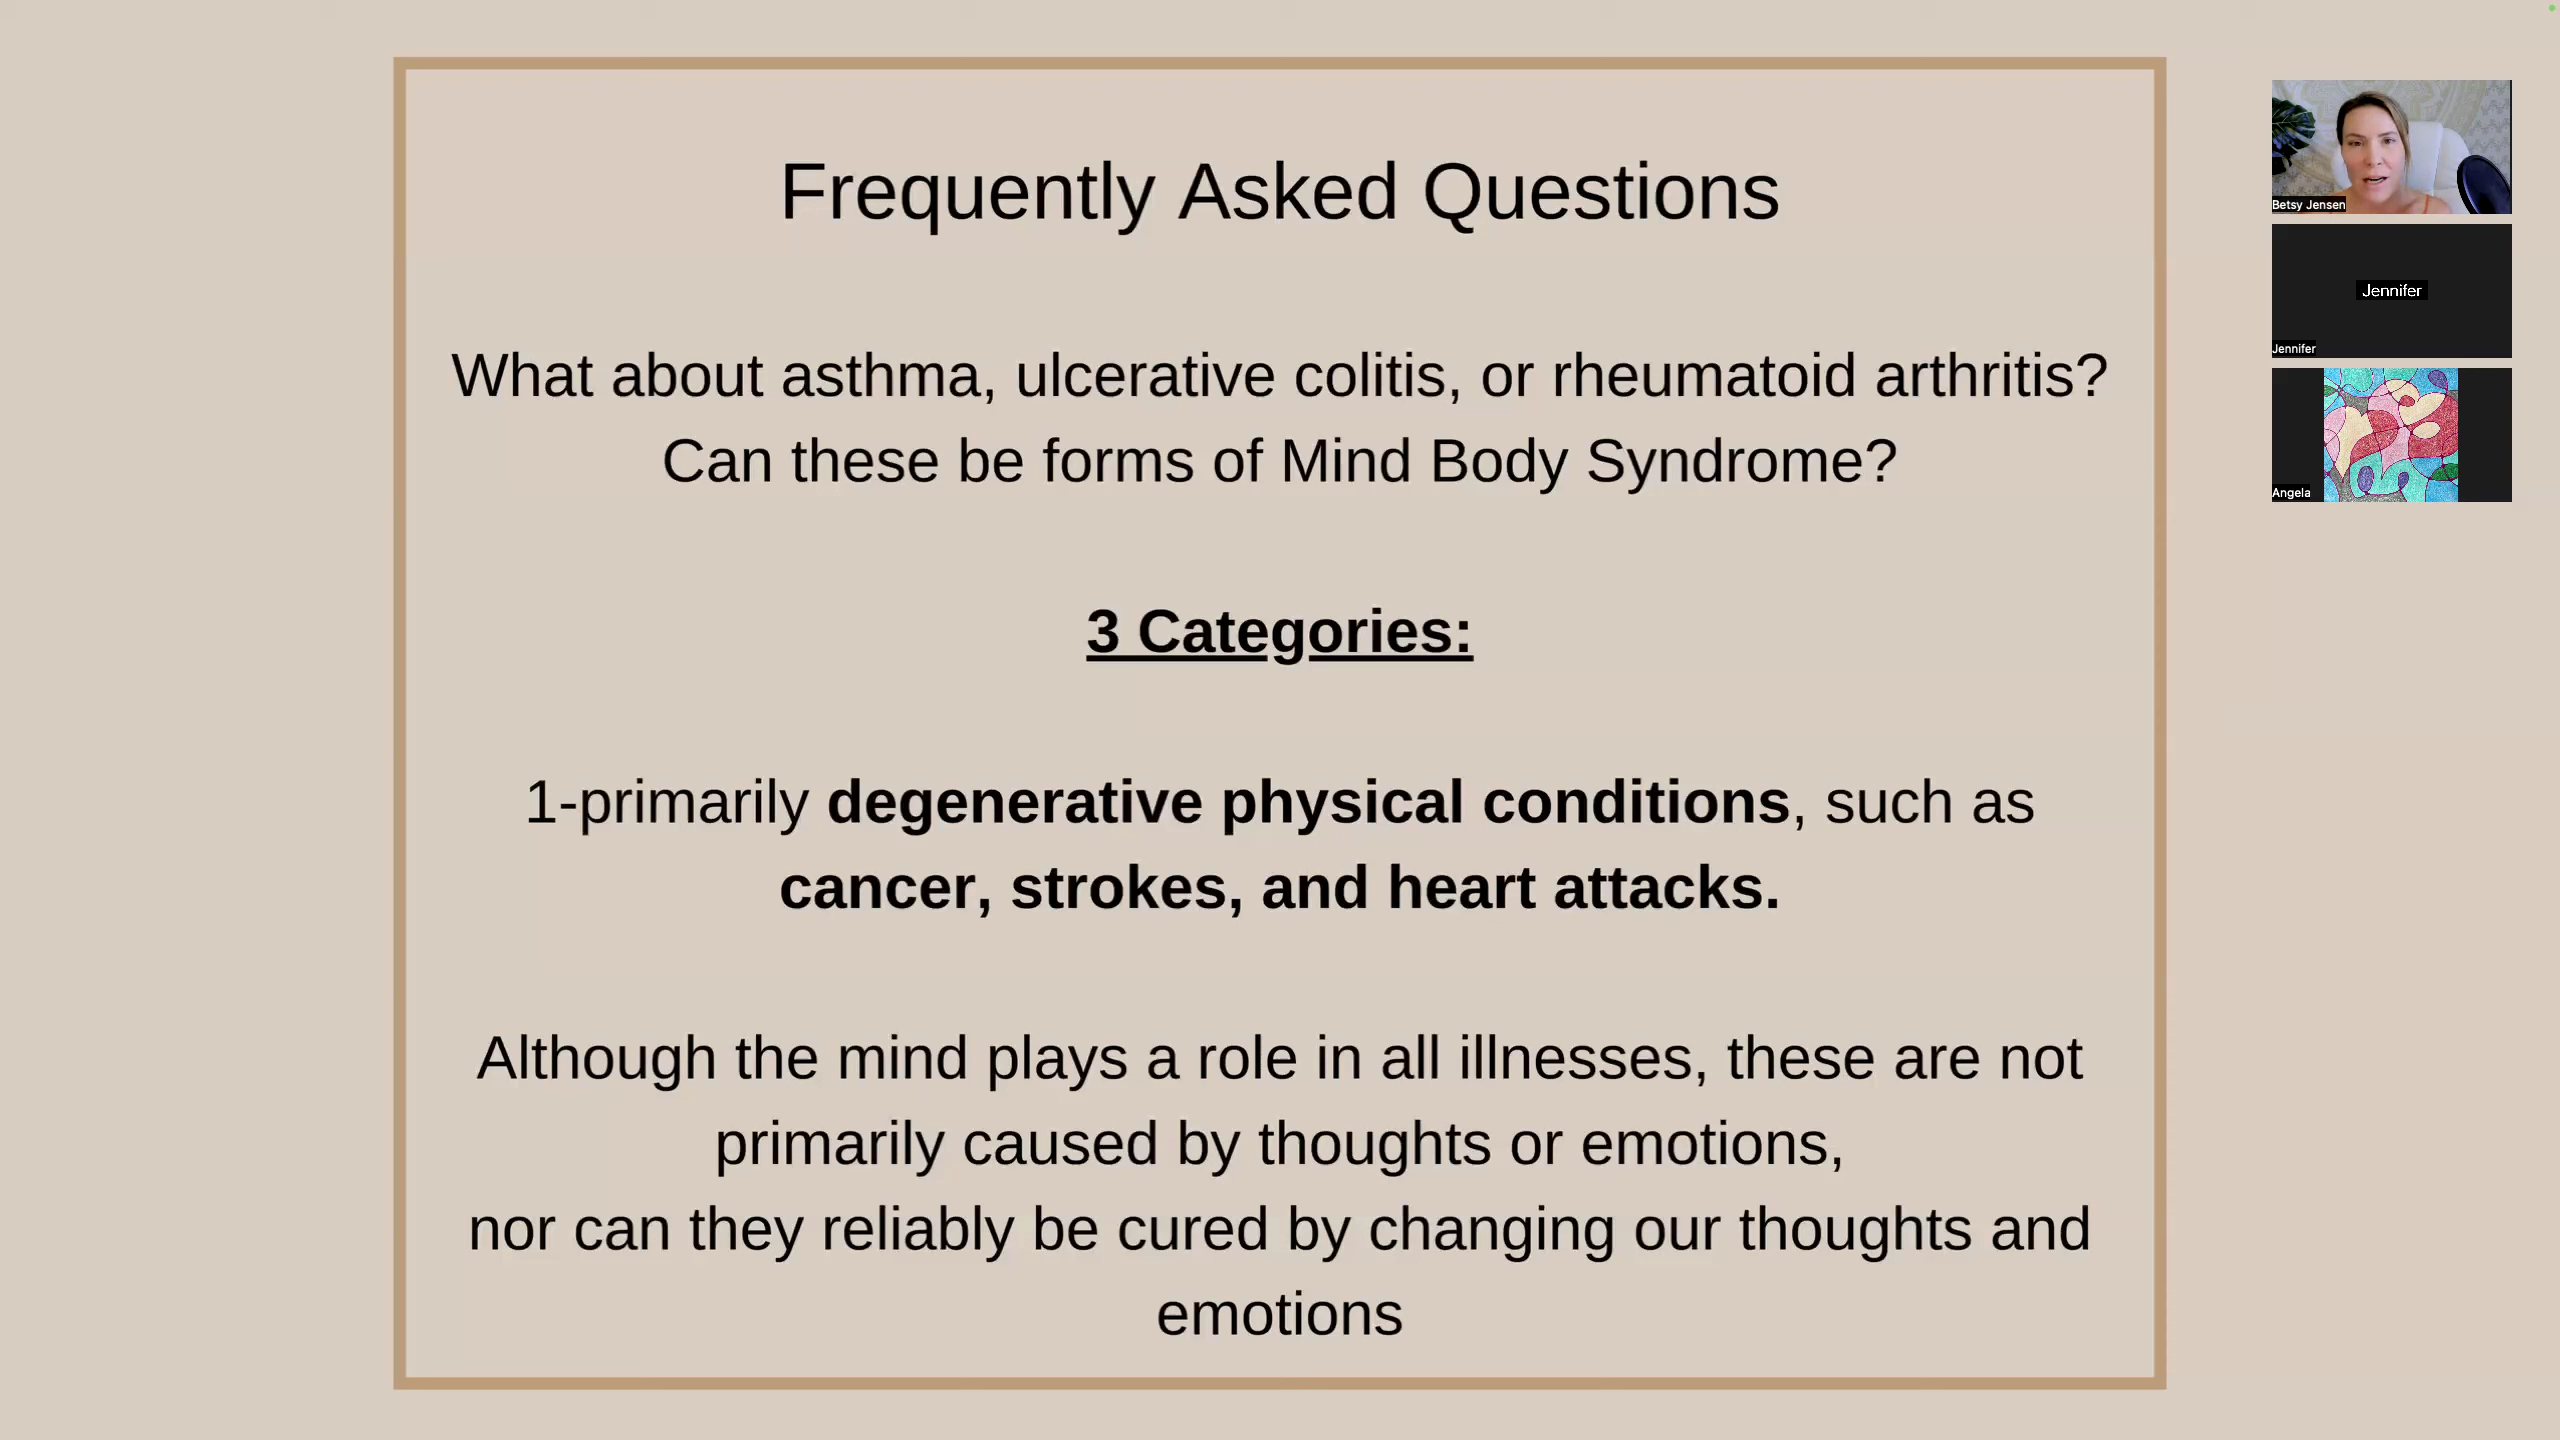 Frequently Asked Questions
What about asthma, ulcerative colitis, or rheumatoid arthritis?
Can these be forms of Mind Body Syndrome?
3 Categories:
1-primarily degenerative physical conditions, such as
cancer, strokes, and heart attacks.
Although the mind plays a role in all illnesses, these are not
primarily caused by thoughts or emotions,
nor can they reliably be cured by changing our thoughts and
emotions
Betsy Jensen
Jennifer
Jennifer
Angela